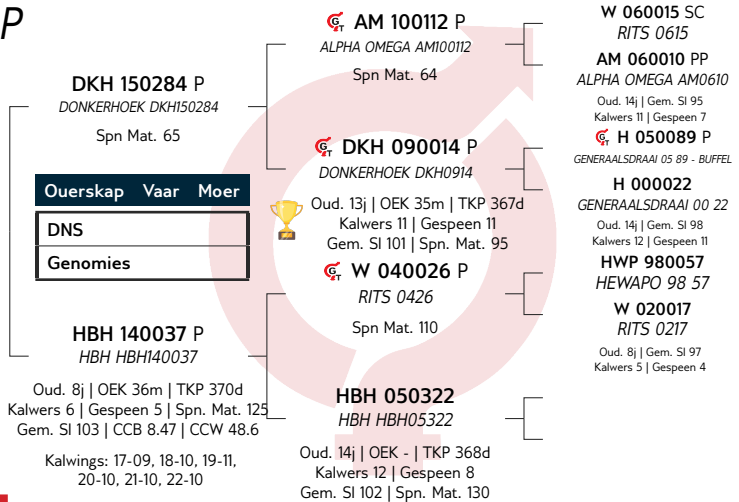 P
DKH 150284 P
DONKERHOEK DKH150284
Spn Mat. 65
Ouerskap Vaar Moer
DNS
Genomies
HBH 140037 P
HBH HBH140037
Oud. 8j | OEK 36m | TKP 370d
Kalwers 6 | Gespeen 5 | Spn. Mat. 125
Gem. SI 103 | CCB 8.47 | CCW 48.6
Kalwings: 17-09, 18-10, 19-11,
20-10, 21-10, 22-10
GT AM 100112 P
ALPHA OMEGA AM100112
Spn Mat. 64
GT DKH 090014 P
DONKERHOEK DKH0914
Oud. 13j | OEK 35m | TKP 367d
Kalwers 11 | Gespeen 11
Gem. SI 101 | Spn. Mat. 95
GT W 040026 P
RITS 0426
Spn Mat. 110
HBH 050322
HBH HBH05322
Oud. 14j | OEK - | TKP 368d
Kalwers 12 | Gespeen 8
Gem. SI 102 | Spn. Mat. 130
W 060015 SC
RITS 0615
AM 060010 PP
ALPHA OMEGA AM0610
Oud. 14j | Gem. SI 95
Kalwers 11 | Gespeen 7
GT H 050089 P
GENERAALSDRAAI 05 89 - BUFFEL
H 000022
GENERAALSDRAAI 00 22
Oud. 14j | Gem. SI 98
Kalwers 12 | Gespeen 11
HWP 980057
HEWAPO 98 57
W 020017
RITS 0217
Oud. 8j | Gem. SI 97
Kalwers 5 | Gespeen 4